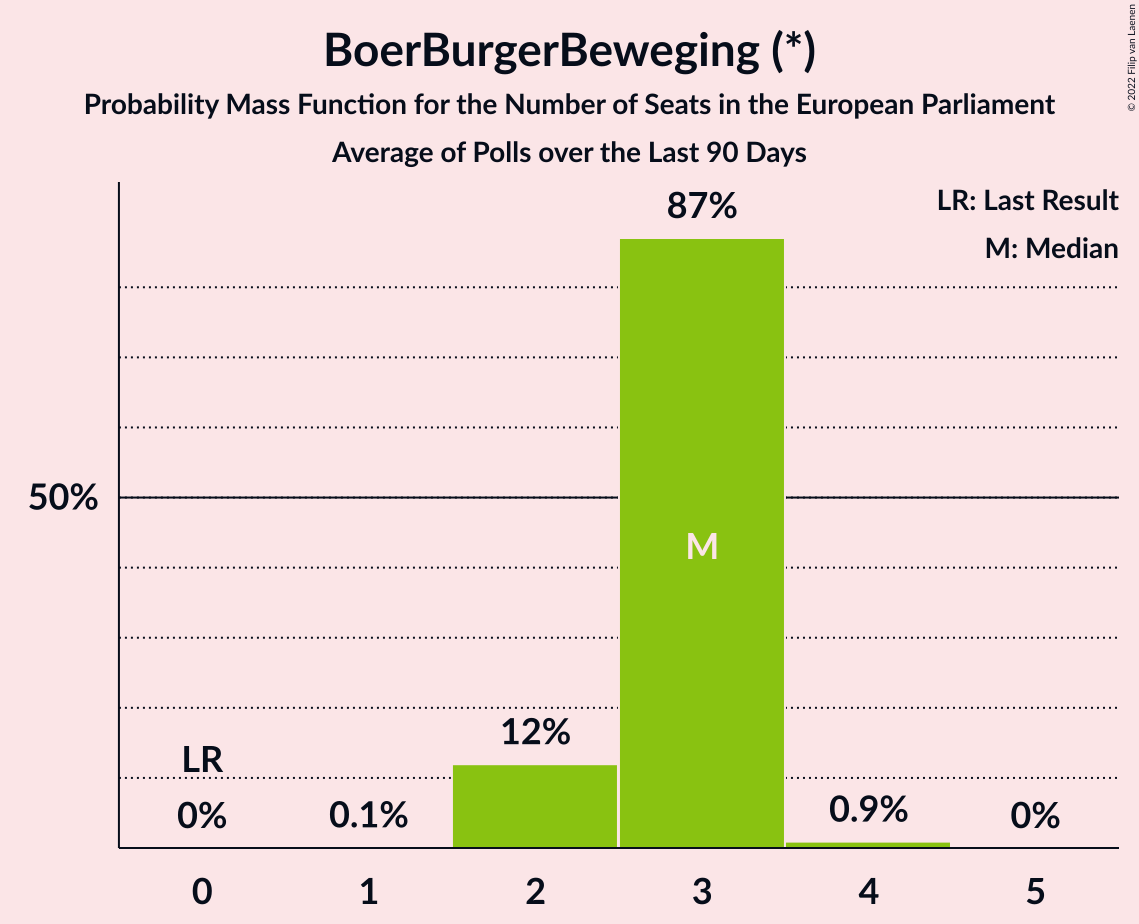 BoerBurgerBeweging (*)
Probability Mass Function for the Number of Seats in the European Parliament
Average of Polls over the Last 90 Days
© 2022 Filip van Laenen
LR: Last Result
M: Median
87%
50%
M
12%
LR
0%
0.1%
0.9%
0%
0 1 2 3 4 5